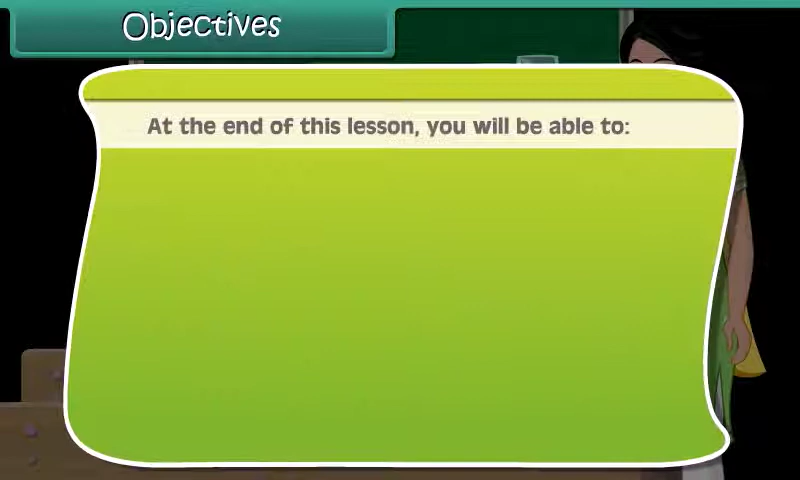 Objectives
At the end of this lesson, you will be able to: